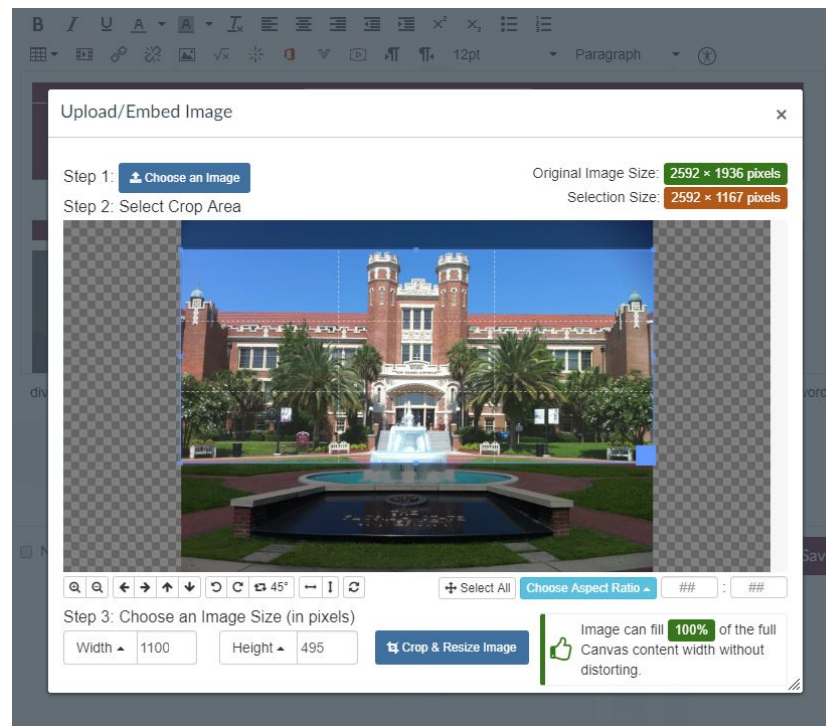 B I U A A
12pt Paragraph
Upload/Embed Image ×
Step 1: Choose an Image
Original Image Size: 2592 × 1936 pixels
Step 2: Select Crop Area
Selection Size: 2592 × 1167 pixels
div
45°
Select All
Choose Aspect Ratio
## : ##
Step 3: Choose an Image Size (in pixels)
Width 1100
Height 495
Crop & Resize Image
Image can fill 100% of the full
Canvas content width without
distorting.